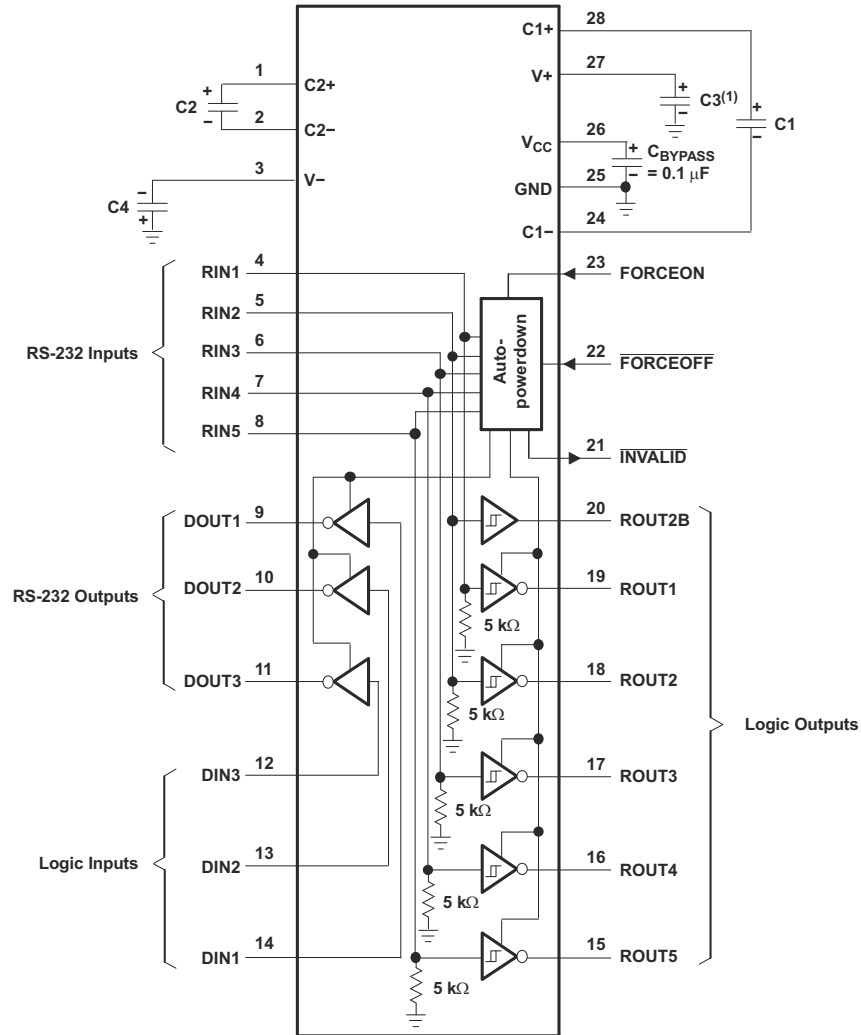 28
C1+
1
C2+
27
V+
+
C2
−
2
C2−
+
C3(1)
−
+
C1
−
26
VCC
+
CBYPASS
− = 0.1 μF
3
V−
25
GND
−
C4
+
24
C1−
RS-232 Inputs
RIN1 4
RIN2 5
RIN3 6
RIN4 7
RIN5 8
23 FORCEON
Auto-
powerdown
22 FORCEOFF
21 INVALID
RS-232 Outputs
DOUT1 9
DOUT2 10
DOUT3 11
Logic Inputs
DIN3 12
DIN2 13
DIN1 14
20 ROUT2B
19 ROUT1
5 kΩ
18 ROUT2
5 kΩ
17 ROUT3
5 kΩ
16 ROUT4
5 kΩ
15 ROUT5
5 kΩ
Logic Outputs